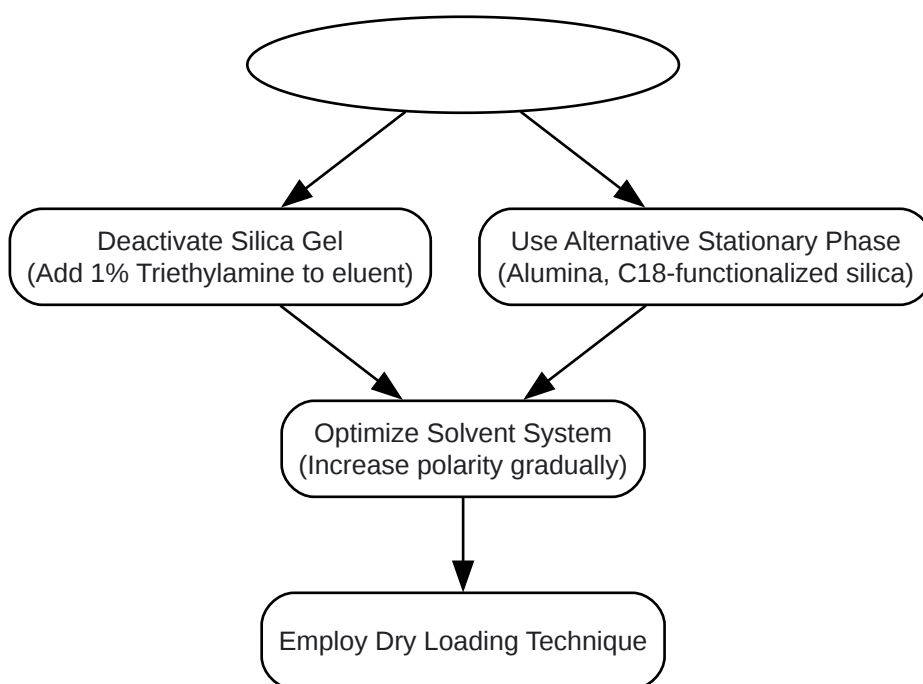 Deactivate Silica Gel
(Add 1% Triethylamine to eluent)
Use Alternative Stationary Phase
(Alumina, C18-functionalized silica)
Optimize Solvent System
(Increase polarity gradually)
Employ Dry Loading Technique